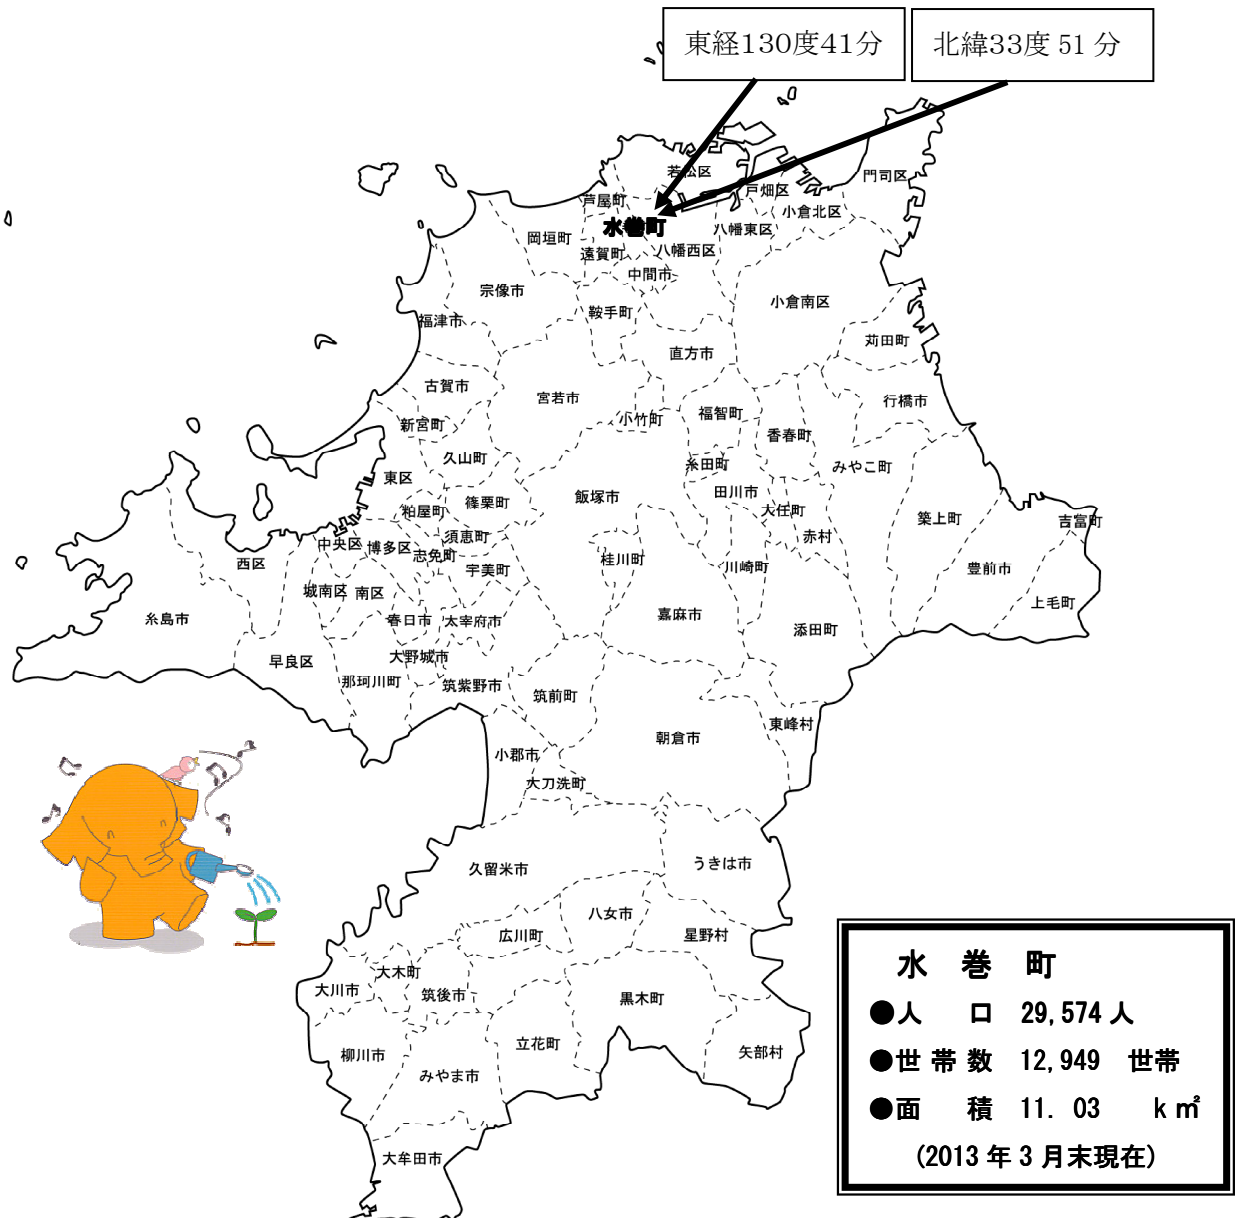 東経130度41分
北緯33度 51 分
若松区
門司区
戸畑区
芦屋町
小倉北区
水巻町
八幡東区
岡垣町
遠賀町
八幡西区
中間市
宗像市
小倉南区
鞍手町
福津市
苅田町
直方市
古賀市
宮若市
行橋市
福智町
小竹町
新宮町
香春町
久山町
糸田町
みやこ町
東区
田川市
飯塚市
篠栗町
粕屋町
大任町
築上町
吉富町
須恵町
赤村
中央区
博多区
志免町
西区
桂川町
川崎町
宇美町
豊前市
城南区
南区
上毛町
嘉麻市
糸島市
春日市
太宰府市
添田町
早良区
大野城市
那珂川町
筑紫野市
筑前町
東峰村
朝倉市
小郡市
大刀洗町
久留米市
うきは市
八女市
広川町
星野村
大木町
大川市
筑後市
黒木町
立花町
柳川市
矢部村
みやま市
大牟田市
水 巻 町
●人 口 29,574 人
●世 帯 数 12,949 世帯
●面 積 11. 03 k㎡
(2013 年 3 月末現在)